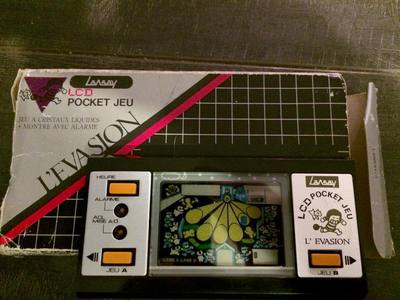 Lansay
LCD
POCKET JEU
JEU A CRISTAUX LIQUIDES
+ MONTRE AVEC ALARME
L'EVASION
HEURE
ALARME
ACL
MISE A/O
JEU A
Lansay
LCD POCKET JEU
L' EVASION
JEU B